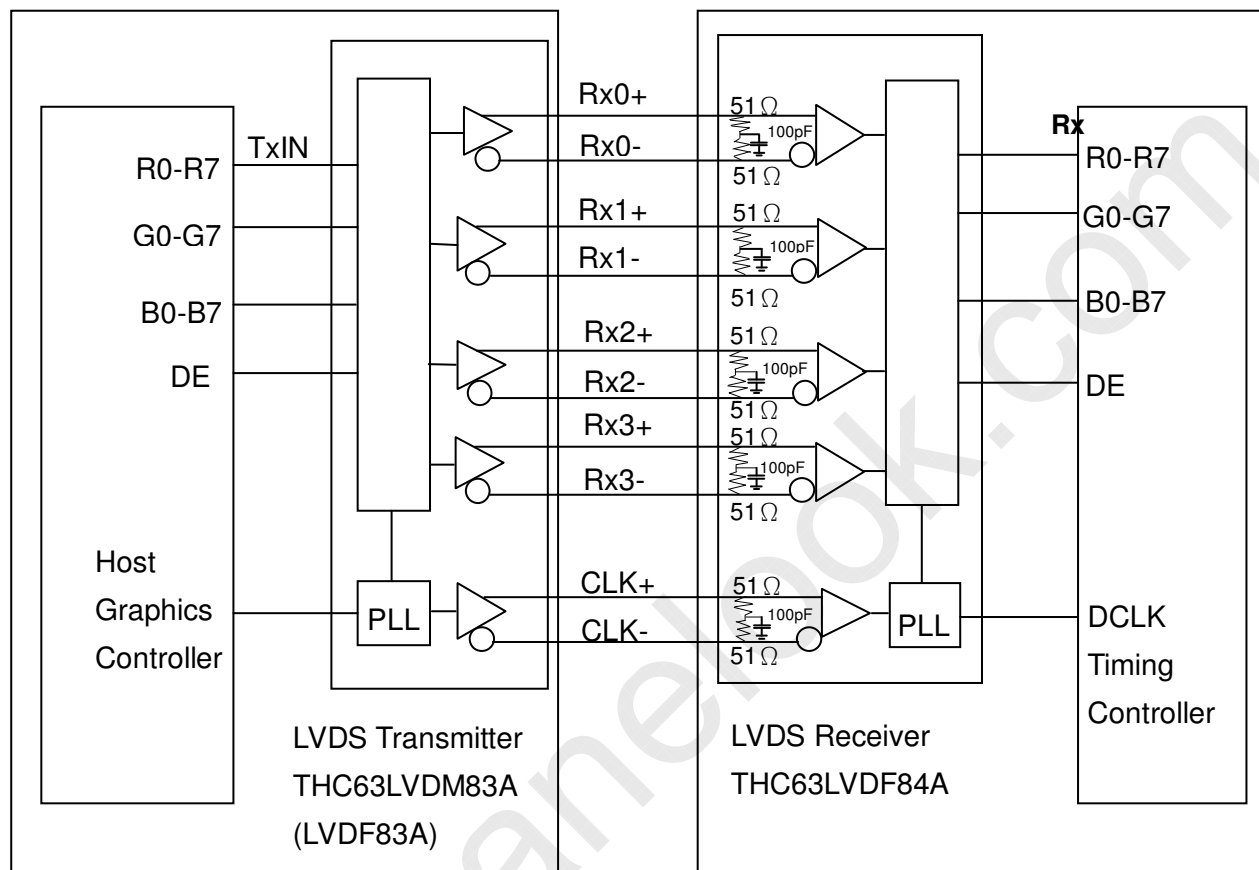 R0-R7
G0-G7
B0-B7
DE
Host
Graphics
Controller
TxIN
PLL
LVDS Transmitter
THC63LVDM83A
(LVDF83A)
Rx0+
Rx0-
Rx1+
Rx1-
Rx2+
Rx2-
Rx3+
Rx3-
CLK+
CLK-
51Ω
100pF
51Ω
51Ω
100pF
51Ω
51Ω
100pF
51Ω
51Ω
100pF
51Ω
51Ω
100pF
51Ω
PLL
LVDS Receiver
THC63LVDF84A
Rx
R0-R7
G0-G7
B0-B7
DE
DCLK
Timing
Controller
anelook.com